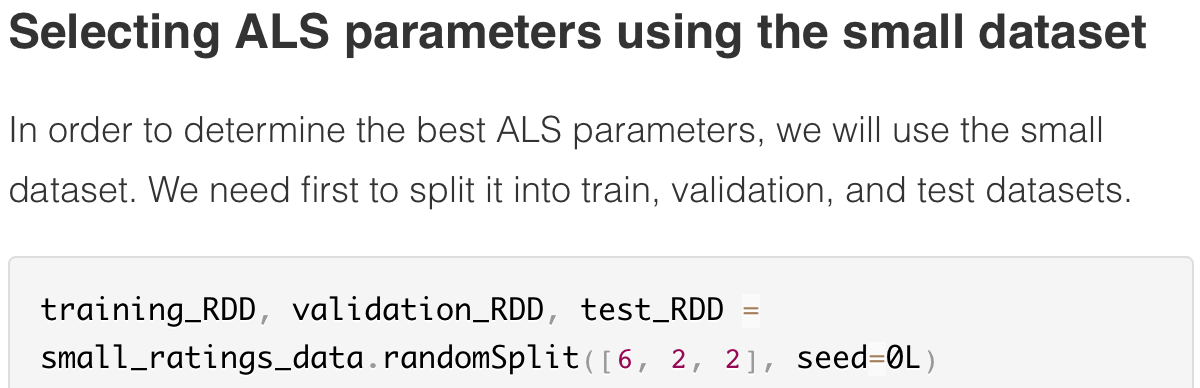 Selecting ALS parameters using the small dataset
In order to determine the best ALS parameters, we will use the small
dataset. We need first to split it into train, validation, and test datasets.
training_RDD, validation_RDD, test_RDD =
small_ratings_data.randomSplit([6, 2, 2], seed=0L)